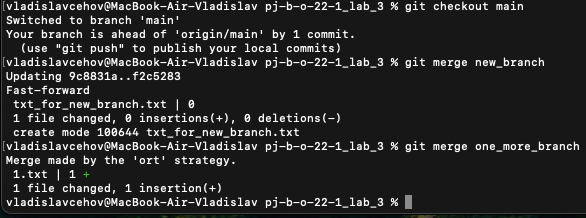 vladislavcehov@MacBook-Air-Vladislav pj-b-o-22-1_lab_3 % git checkout main
Switched to branch 'main'
Your branch is ahead of 'origin/main' by 1 commit.
  (use "git push" to publish your local commits)
[vladislavcehov@MacBook-Air-Vladislav pj-b-o-22-1_lab_3 % git merge new_branch
Updating 9c8831a..f2c5283
Fast-forward
 txt_for_new_branch.txt | 0
 1 file changed, 0 insertions(+), 0 deletions(-)
 create mode 100644 txt_for_new_branch.txt
[vladislavcehov@MacBook-Air-Vladislav pj-b-o-22-1_lab_3 % git merge one_more_branch
Merge made by the 'ort' strategy.
 1.txt | 1 +
 1 file changed, 1 insertion(+)
vladislavcehov@MacBook-Air-Vladislav pj-b-o-22-1_lab_3 %